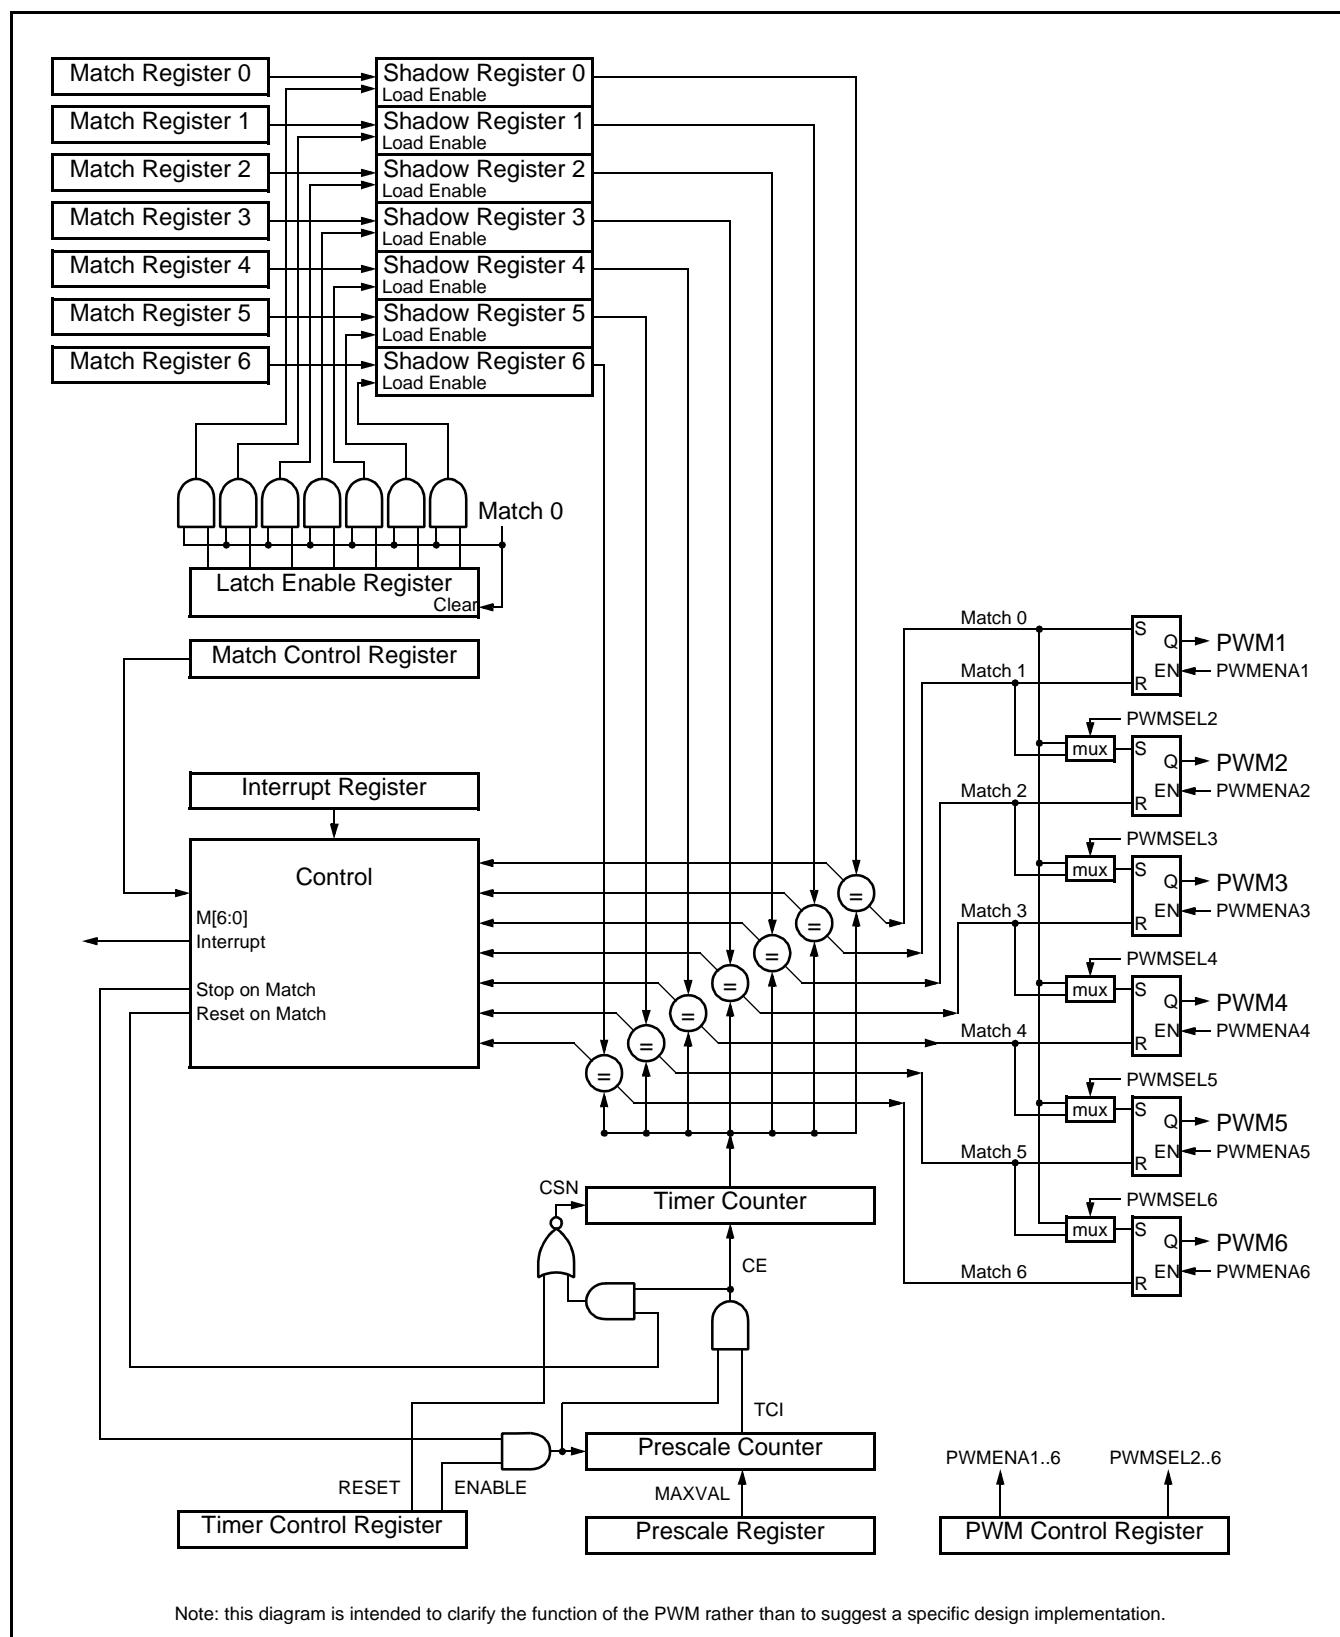 Match Register 0
Shadow Register 0
Load Enable
Match Register 1
Shadow Register 1
Load Enable
Match Register 2
Shadow Register 2
Load Enable
Match Register 3
Shadow Register 3
Load Enable
Match Register 4
Shadow Register 4
Load Enable
Match Register 5
Shadow Register 5
Load Enable
Match Register 6
Shadow Register 6
Load Enable
Match 0
Latch Enable Register
Clear
Match Control Register
Interrupt Register
Control
M[6:0]
Interrupt
Stop on Match
Reset on Match
=
=
=
=
=
=
=
Match 0
S
Q
PWM1
Match 1
EN
PWMENA1
R
PWMSEL2
mux
S
Q
PWM2
Match 2
EN
PWMENA2
R
PWMSEL3
mux
S
Q
PWM3
Match 3
EN
PWMENA3
R
PWMSEL4
mux
S
Q
PWM4
Match 4
EN
PWMENA4
R
PWMSEL5
mux
S
Q
PWM5
Match 5
EN
PWMENA5
R
PWMSEL6
mux
S
Q
PWM6
Match 6
EN
PWMENA6
R
CSN
Timer Counter
CE
TCI
Prescale Counter
RESET
ENABLE
MAXVAL
Timer Control Register
Prescale Register
PWMENA1..6
PWMSEL2..6
PWM Control Register
Note: this diagram is intended to clarify the function of the PWM rather than to suggest a specific design implementation.